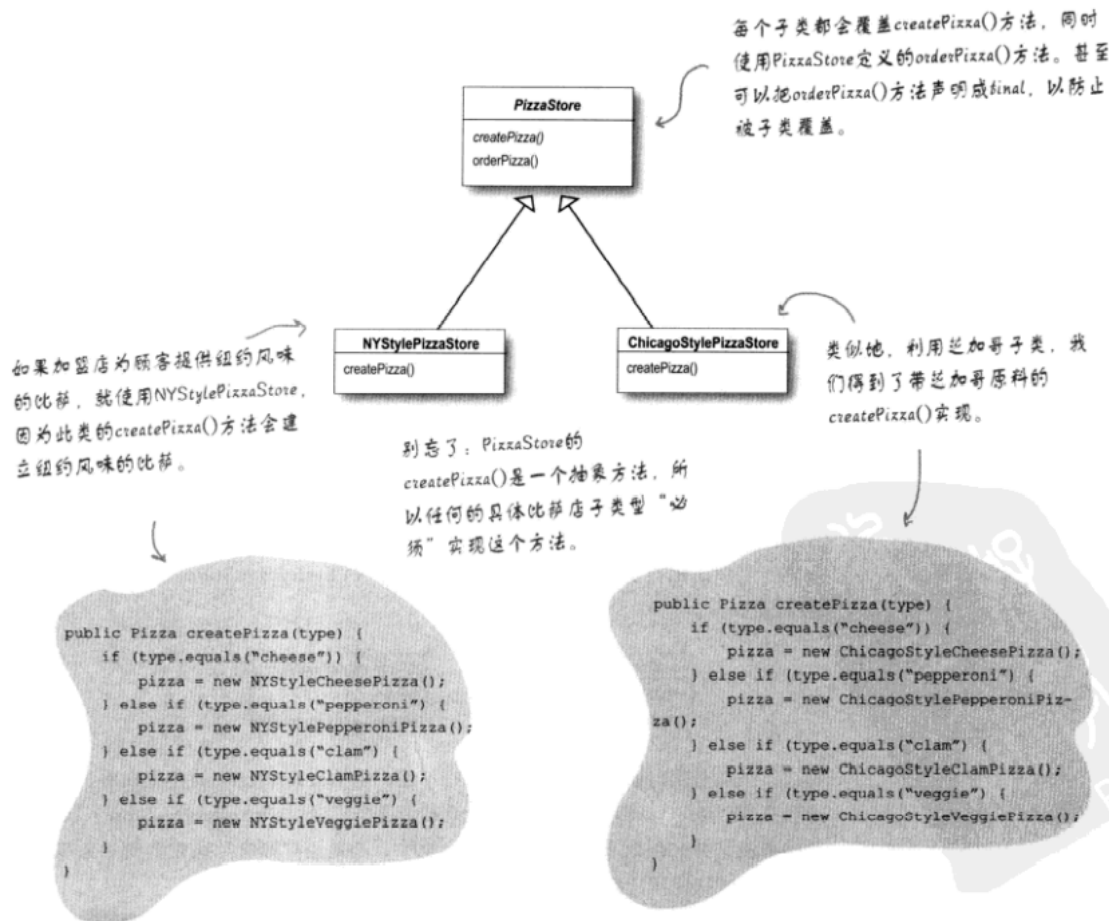 每个子类都会覆盖createPizza()方法，同时
使用PizzaStore定义的orderPizza()方法。甚至
可以把orderPizza()方法声明成final，以防止
被子类覆盖。
PizzaStore
createPizza()
orderPizza()
NYStylePizzaStore
createPizza()
ChicagoStylePizzaStore
createPizza()
如果加盟店为顾客提供纽约风味
的比萨，就使用NYStylePizzaStore，
因为此类的createPizza()方法会建
立纽约风味的比萨。
别忘了：PizzaStore的
createPizza()是一个抽象方法，所
以任何的具体比萨店子类型“必
须”实现这个方法。
类似地，利用芝加哥子类，我
们得到了带芝加哥原料的
createPizza()实现。
public Pizza createPizza(type) {
if (type.equals("cheese")) {
pizza = new NYStyleCheesePizza();
} else if (type.equals("pepperoni") {
pizza = new NYStylePepperoniPizza();
} else if (type.equals("clam") {
pizza = new NYStyleClamPizza();
} else if (type.equals("veggie") {
pizza = new NYStyleVeggiePizza();
}
}
public Pizza createPizza(type) {
if (type.equals("cheese")) {
pizza = new ChicagoStyleCheesePizza();
} else if (type.equals("pepperoni") {
pizza = new ChicagoStylePepperoniPiz-
za();
} else if (type.equals("clam") {
pizza = new ChicagoStyleClamPizza();
} else if (type.equals("veggie") {
pizza = new ChicagoStyleVeggiePizza();
}
}